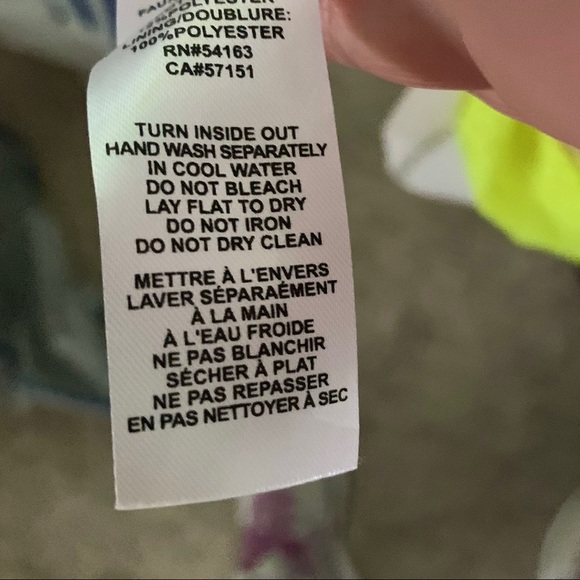 LINING/DOUBLURE:
100%POLYESTER
RN#54163
CA#57151
TURN INSIDE OUT
HAND WASH SEPARATELY
IN COOL WATER
DO NOT BLEACH
LAY FLAT TO DRY
DO NOT IRON
DO NOT DRY CLEAN
METTRE À L'ENVERS
LAVER SÉPARAÉMENT
À LA MAIN
À L'EAU FROIDE
NE PAS BLANCHIR
SÉCHER À PLAT
NE PAS REPASSER
EN PAS NETTOYER À SEC